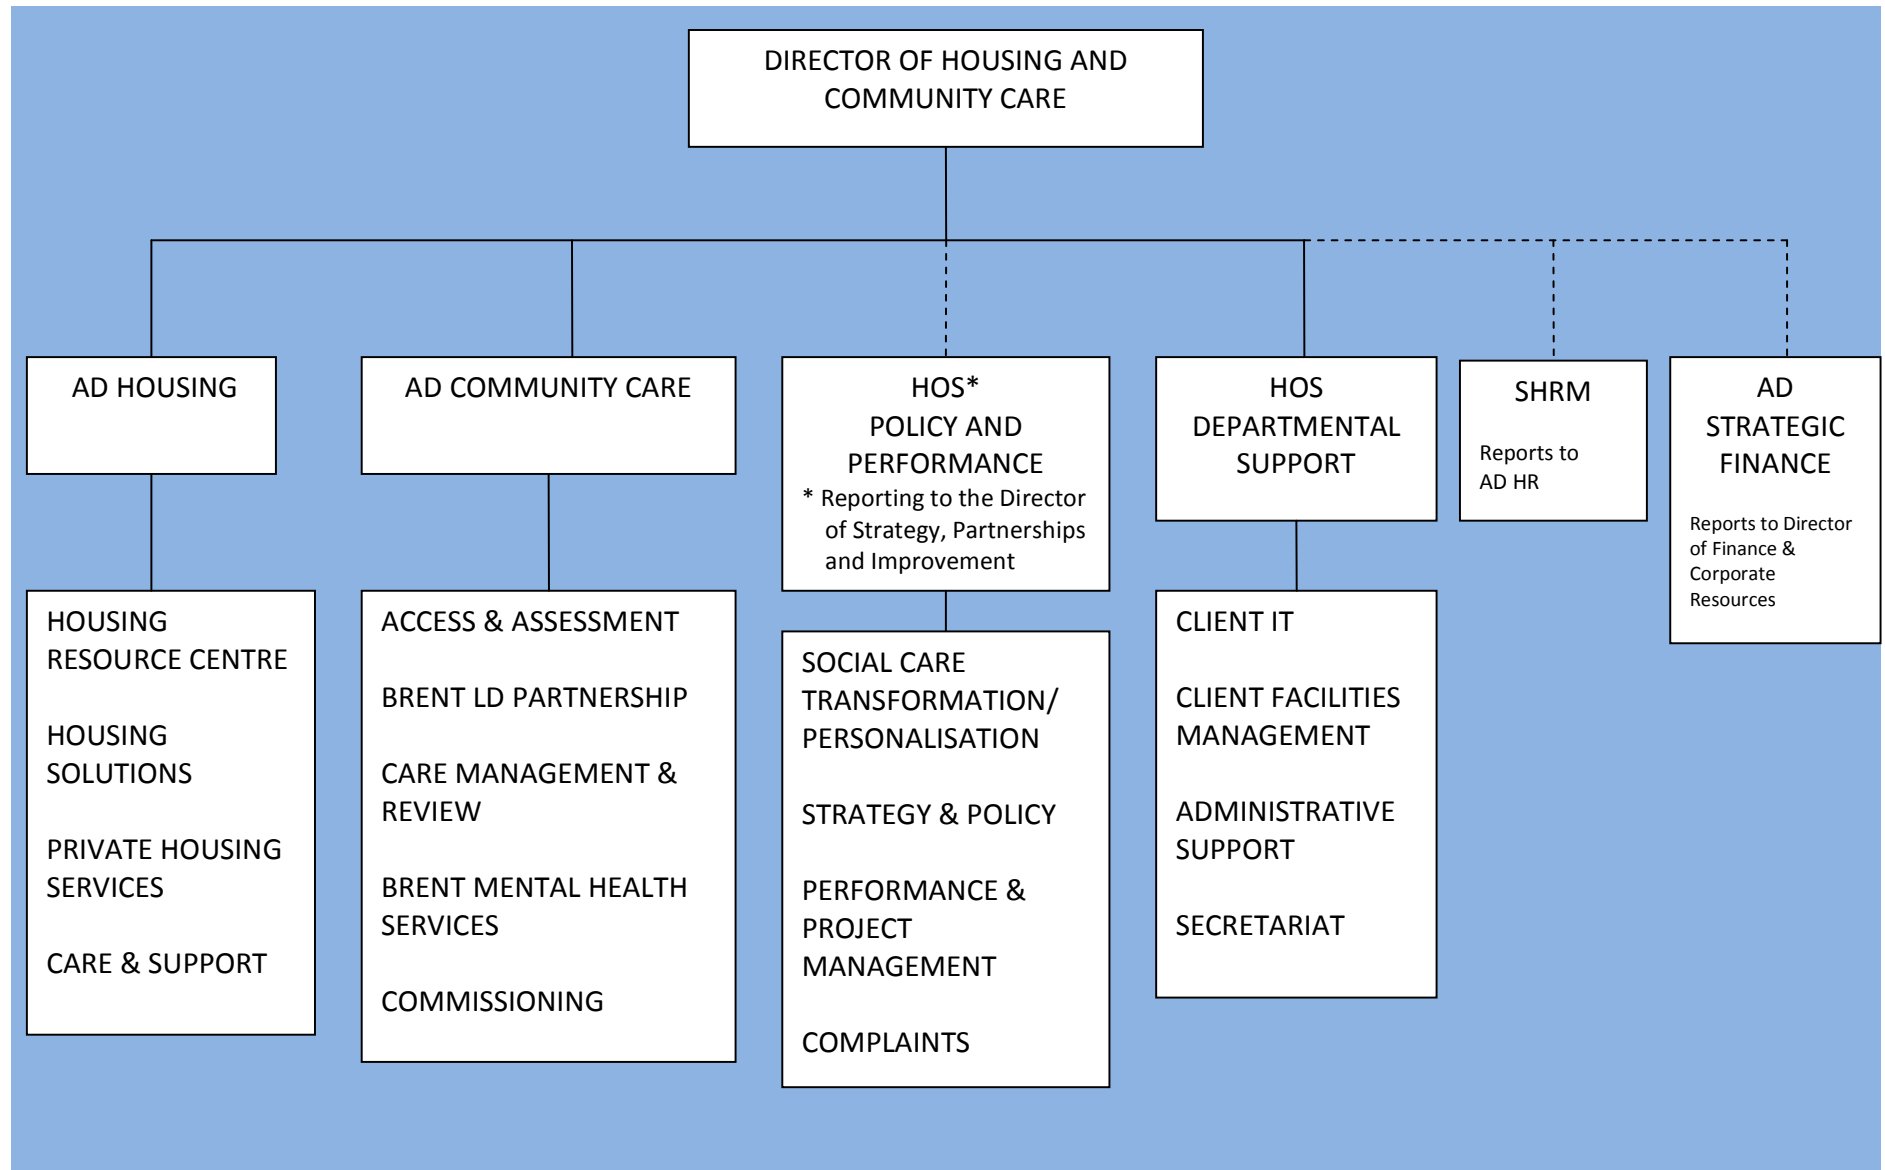 DIRECTOR OF HOUSING AND
COMMUNITY CARE
AD HOUSING
AD COMMUNITY CARE
HOS*
POLICY AND
PERFORMANCE
* Reporting to the Director
of Strategy, Partnerships
and Improvement
HOS
DEPARTMENTAL
SUPPORT
SHRM
Reports to
AD HR
AD
STRATEGIC
FINANCE
Reports to Director
of Finance &
Corporate
Resources
HOUSING
RESOURCE CENTRE
HOUSING
SOLUTIONS
PRIVATE HOUSING
SERVICES
CARE & SUPPORT
ACCESS & ASSESSMENT
BRENT LD PARTNERSHIP
CARE MANAGEMENT &
REVIEW
BRENT MENTAL HEALTH
SERVICES
COMMISSIONING
SOCIAL CARE
TRANSFORMATION/
PERSONALISATION
STRATEGY & POLICY
PERFORMANCE &
PROJECT
MANAGEMENT
COMPLAINTS
CLIENT IT
CLIENT FACILITIES
MANAGEMENT
ADMINISTRATIVE
SUPPORT
SECRETARIAT